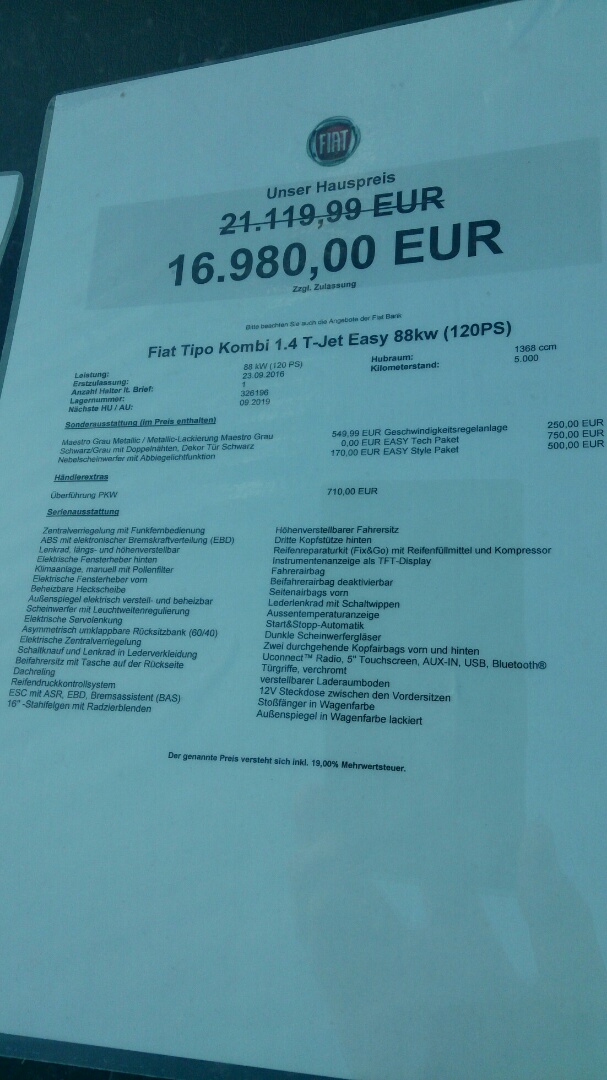 FIAT
Unser Hauspreis
21.119,99 EUR
16.980,00 EUR
Zzgl. Zulassung
Bitte beachten Sie auch die Angebote der Fiat Bank
Fiat Tipo Kombi 1.4 T-Jet Easy 88kw (120PS)
Leistung: 88 kW (120 PS) Hubraum: 1368 ccm
Erstzulassung: 23.09.2016 Kilometerstand: 5.000
Anzahl Halter lt. Brief: 1
Lagernummer: 326196
Nächste HU / AU: 09.2019
Sonderausstattung (im Preis enthalten)
Maestro Grau Metallic / Metallic-Lackierung Maestro Grau 549,99 EUR Geschwindigkeitsregelanlage 250,00 EUR
Schwarz/Grau mit Doppelnähten, Dekor Tür Schwarz 0,00 EUR EASY Tech Paket 750,00 EUR
Nebelscheinwerfer mit Abbiegelichtfunktion 170,00 EUR EASY Style Paket 500,00 EUR
Händlerextras
Überführung PKW 710,00 EUR
Serienausstattung
Zentralverriegelung mit Funkfernbedienung Höhenverstellbarer Fahrersitz
ABS mit elektronischer Bremskraftverteilung (EBD) Dritte Kopfstütze hinten
Lenkrad, längs- und höhenverstellbar Reifenreparaturkit (Fix&Go) mit Reifenfüllmittel und Kompressor
Elektrische Fensterheber hinten Instrumentenanzeige als TFT-Display
Klimaanlage, manuell mit Pollenfilter Fahrerairbag
Elektrische Fensterheber vorn Beifahrerairbag deaktivierbar
Beheizbare Heckscheibe Seitenairbags vorn
Außenspiegel elektrisch verstell- und beheizbar Lederlenkrad mit Schaltwippen
Scheinwerfer mit Leuchtweitenregulierung Aussentemperaturanzeige
Elektrische Servolenkung Start&Stopp-Automatik
Asymmetrisch umklappbare Rücksitzbank (60/40) Dunkle Scheinwerfergläser
Elektrische Zentralverriegelung Zwei durchgehende Kopfairbags vorn und hinten
Schaltknauf und Lenkrad in Lederverkleidung Uconnect™ Radio, 5" Touchscreen, AUX-IN, USB, Bluetooth®
Beifahrersitz mit Tasche auf der Rückseite Türgriffe, verchromt
Dachreling verstellbarer Laderaumboden
Reifendruckkontrollsystem 12V Steckdose zwischen den Vordersitzen
ESC mit ASR, EBD, Bremsassistent (BAS) Stoßfänger in Wagenfarbe
16" -Stahlfelgen mit Radzierblenden Außenspiegel in Wagenfarbe lackiert
Der genannte Preis versteht sich inkl. 19,00% Mehrwertsteuer.